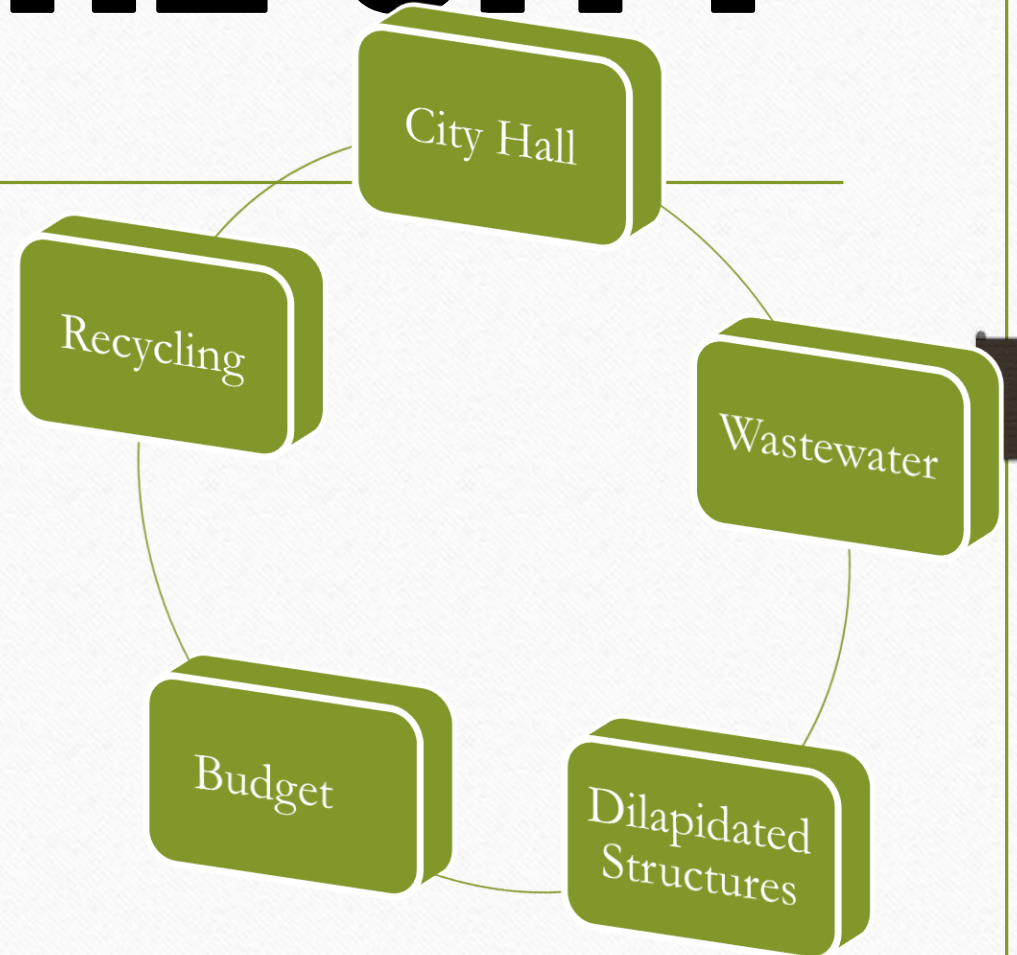 City Hall
Wastewater
Dilapidated
Structures
Budget
Recycling